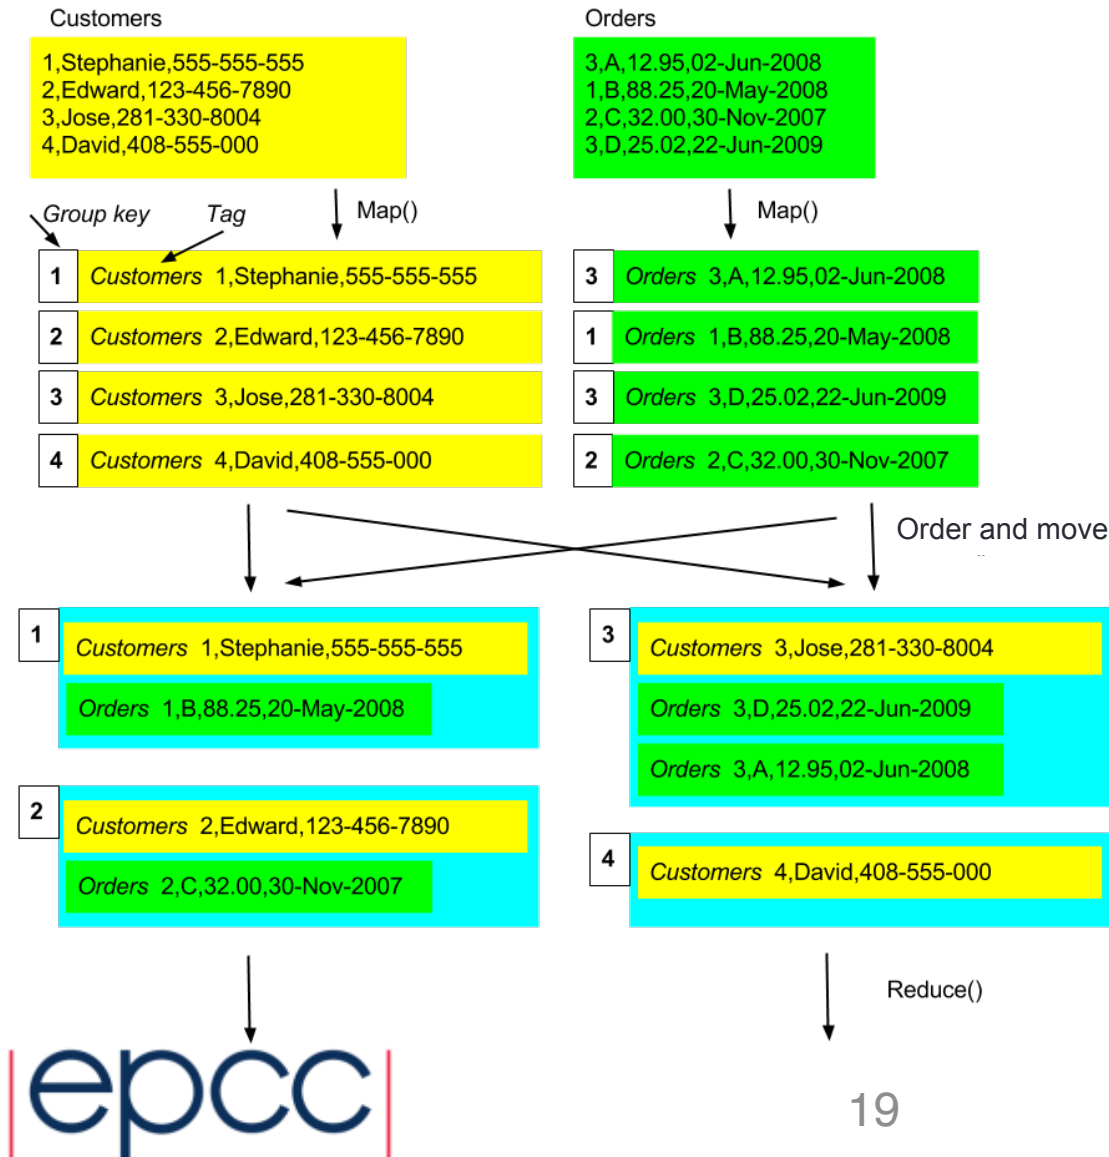 Customers
1,Stephanie,555-555-555
2,Edward,123-456-7890
3,Jose,281-330-8004
4,David,408-555-000
Orders
3,A,12.95,02-Jun-2008
1,B,88.25,20-May-2008
2,C,32.00,30-Nov-2007
3,D,25.02,22-Jun-2009
Group key
Tag
Map()
Map()
1 Customers 1,Stephanie,555-555-555
2 Customers 2,Edward,123-456-7890
3 Customers 3,Jose,281-330-8004
4 Customers 4,David,408-555-000
3 Orders 3,A,12.95,02-Jun-2008
1 Orders 1,B,88.25,20-May-2008
3 Orders 3,D,25.02,22-Jun-2009
2 Orders 2,C,32.00,30-Nov-2007
Order and move
1
Customers 1,Stephanie,555-555-555
Orders 1,B,88.25,20-May-2008
2
Customers 2,Edward,123-456-7890
Orders 2,C,32.00,30-Nov-2007
3
Customers 3,Jose,281-330-8004
Orders 3,D,25.02,22-Jun-2009
Orders 3,A,12.95,02-Jun-2008
4
Customers 4,David,408-555-000
Reduce()
epcc
19